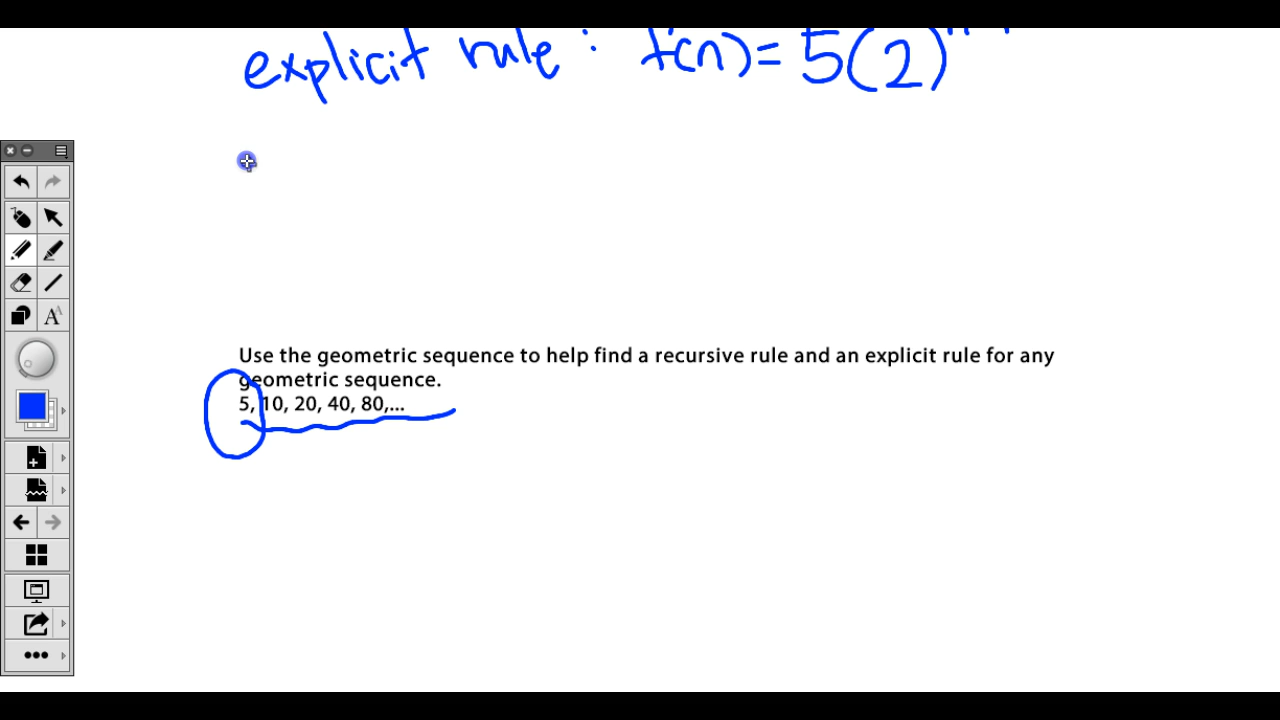 explicit rule : f(n) = 5(2)ⁿ⁻¹
Use the geometric sequence to help find a recursive rule and an explicit rule for any
geometric sequence.
5, 10, 20, 40, 80,...